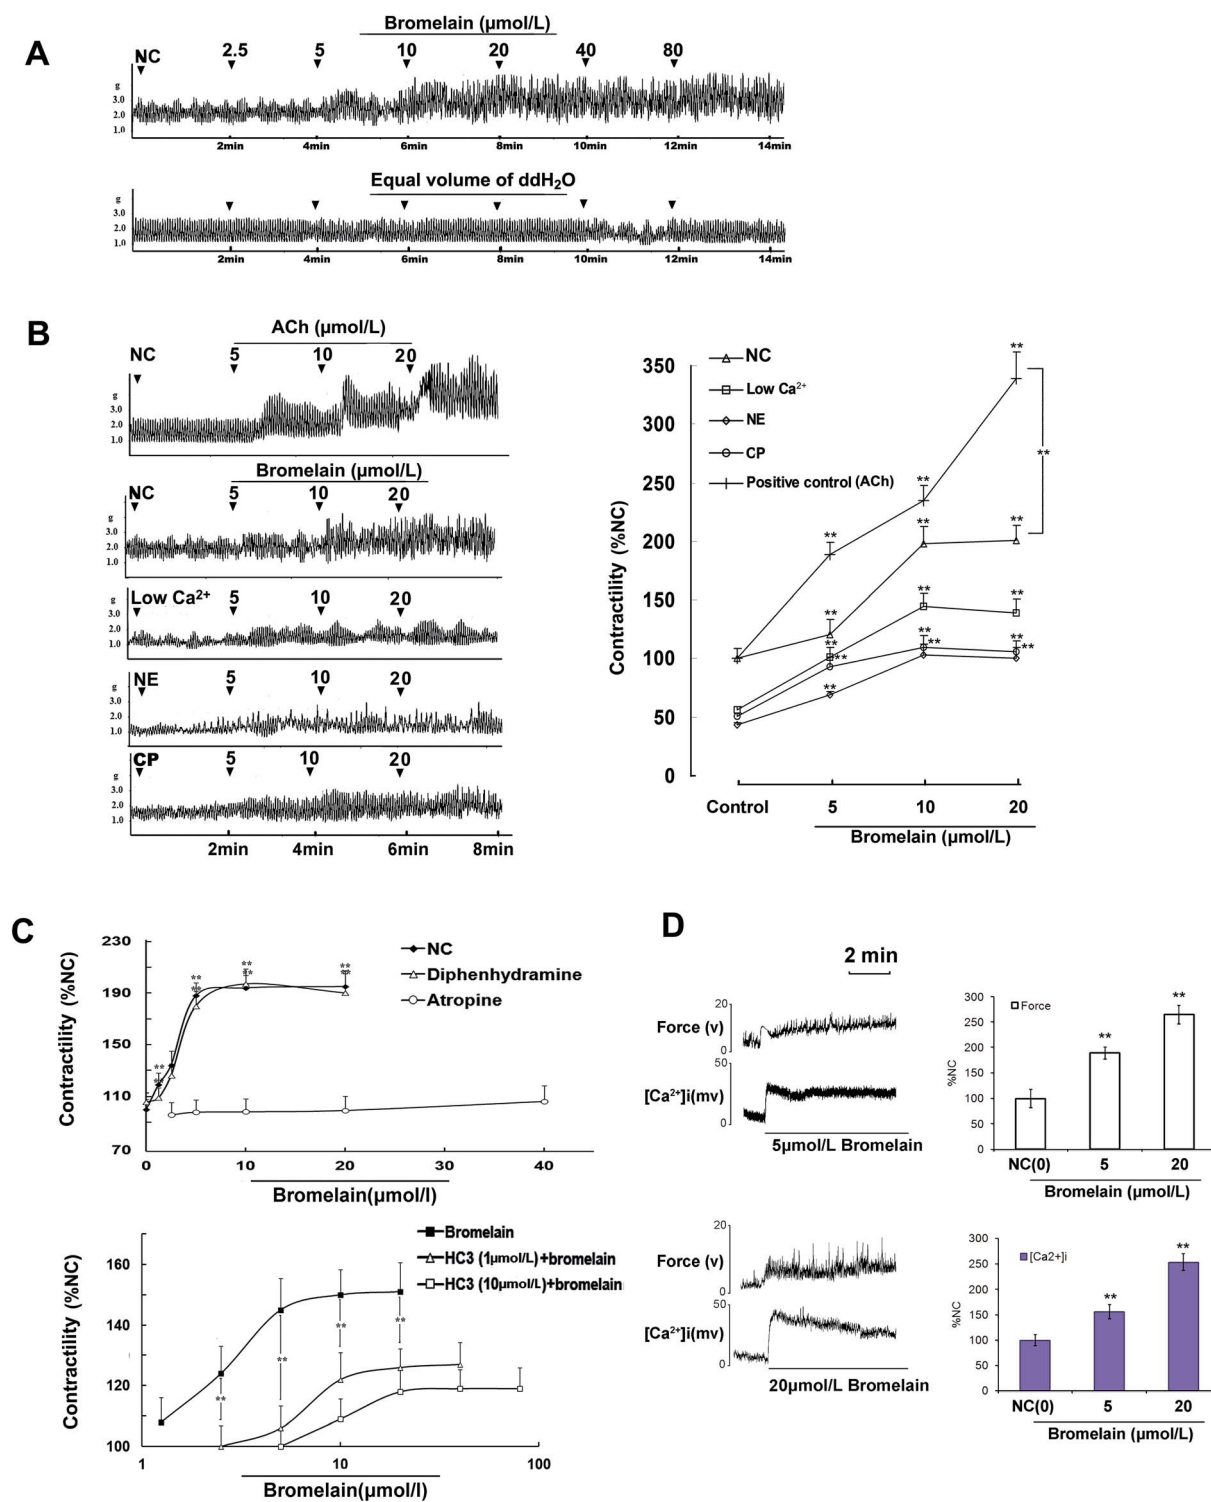 A
Bromelain (µmol/L)
NC 2.5 5 10 20 40 80
g
3.0
2.0
1.0
2min 4min 6min 8min 10min 12min 14min
Equal volume of ddH₂O
g
3.0
2.0
1.0
2min 4min 6min 8min 10min 12min 14min
B
ACh (µmol/L)
NC 5 10 20
g
3.0
2.0
1.0
Bromelain (µmol/L)
NC 5 10 20
g
3.0
2.0
1.0
Low Ca²⁺ 5 10 20
g
3.0
2.0
1.0
NE 5 10 20
g
3.0
2.0
1.0
CP 5 10 20
g
3.0
2.0
1.0
2min 4min 6min 8min
Contractility (%NC)
350
300
250
200
150
100
50
0
NC
Low Ca²⁺
NE
CP
Positive control (ACh)
**
**
** ** **
** ** **
** ** **
** ** **
** **
**
Control 5 10 20
Bromelain (µmol/L)
C
Contractility (%NC)
230
190
150
110
70
NC
Diphenhydramine
Atropine
** ** ** **
** ** ** **
0 10 20 30 40
Bromelain(µmol/l)
Contractility (%NC)
160
140
120
100
Bromelain
HC3 (1µmol/L)+bromelain
HC3 (10µmol/L)+bromelain
** ** ** **
1 10 100
Bromelain(µmol/l)
D
2 min
Force (v)
20
0
[Ca²⁺]i(mv)
50
0
5µmol/L Bromelain
%NC
300
250
200
150
100
50
0
Force
** **
NC(0) 5 20
Bromelain (µmol/L)
Force (v)
20
0
[Ca²⁺]i(mv)
50
0
20µmol/L Bromelain
%NC
300
250
200
150
100
50
0
[Ca2+]i
** **
NC(0) 5 20
Bromelain (µmol/L)